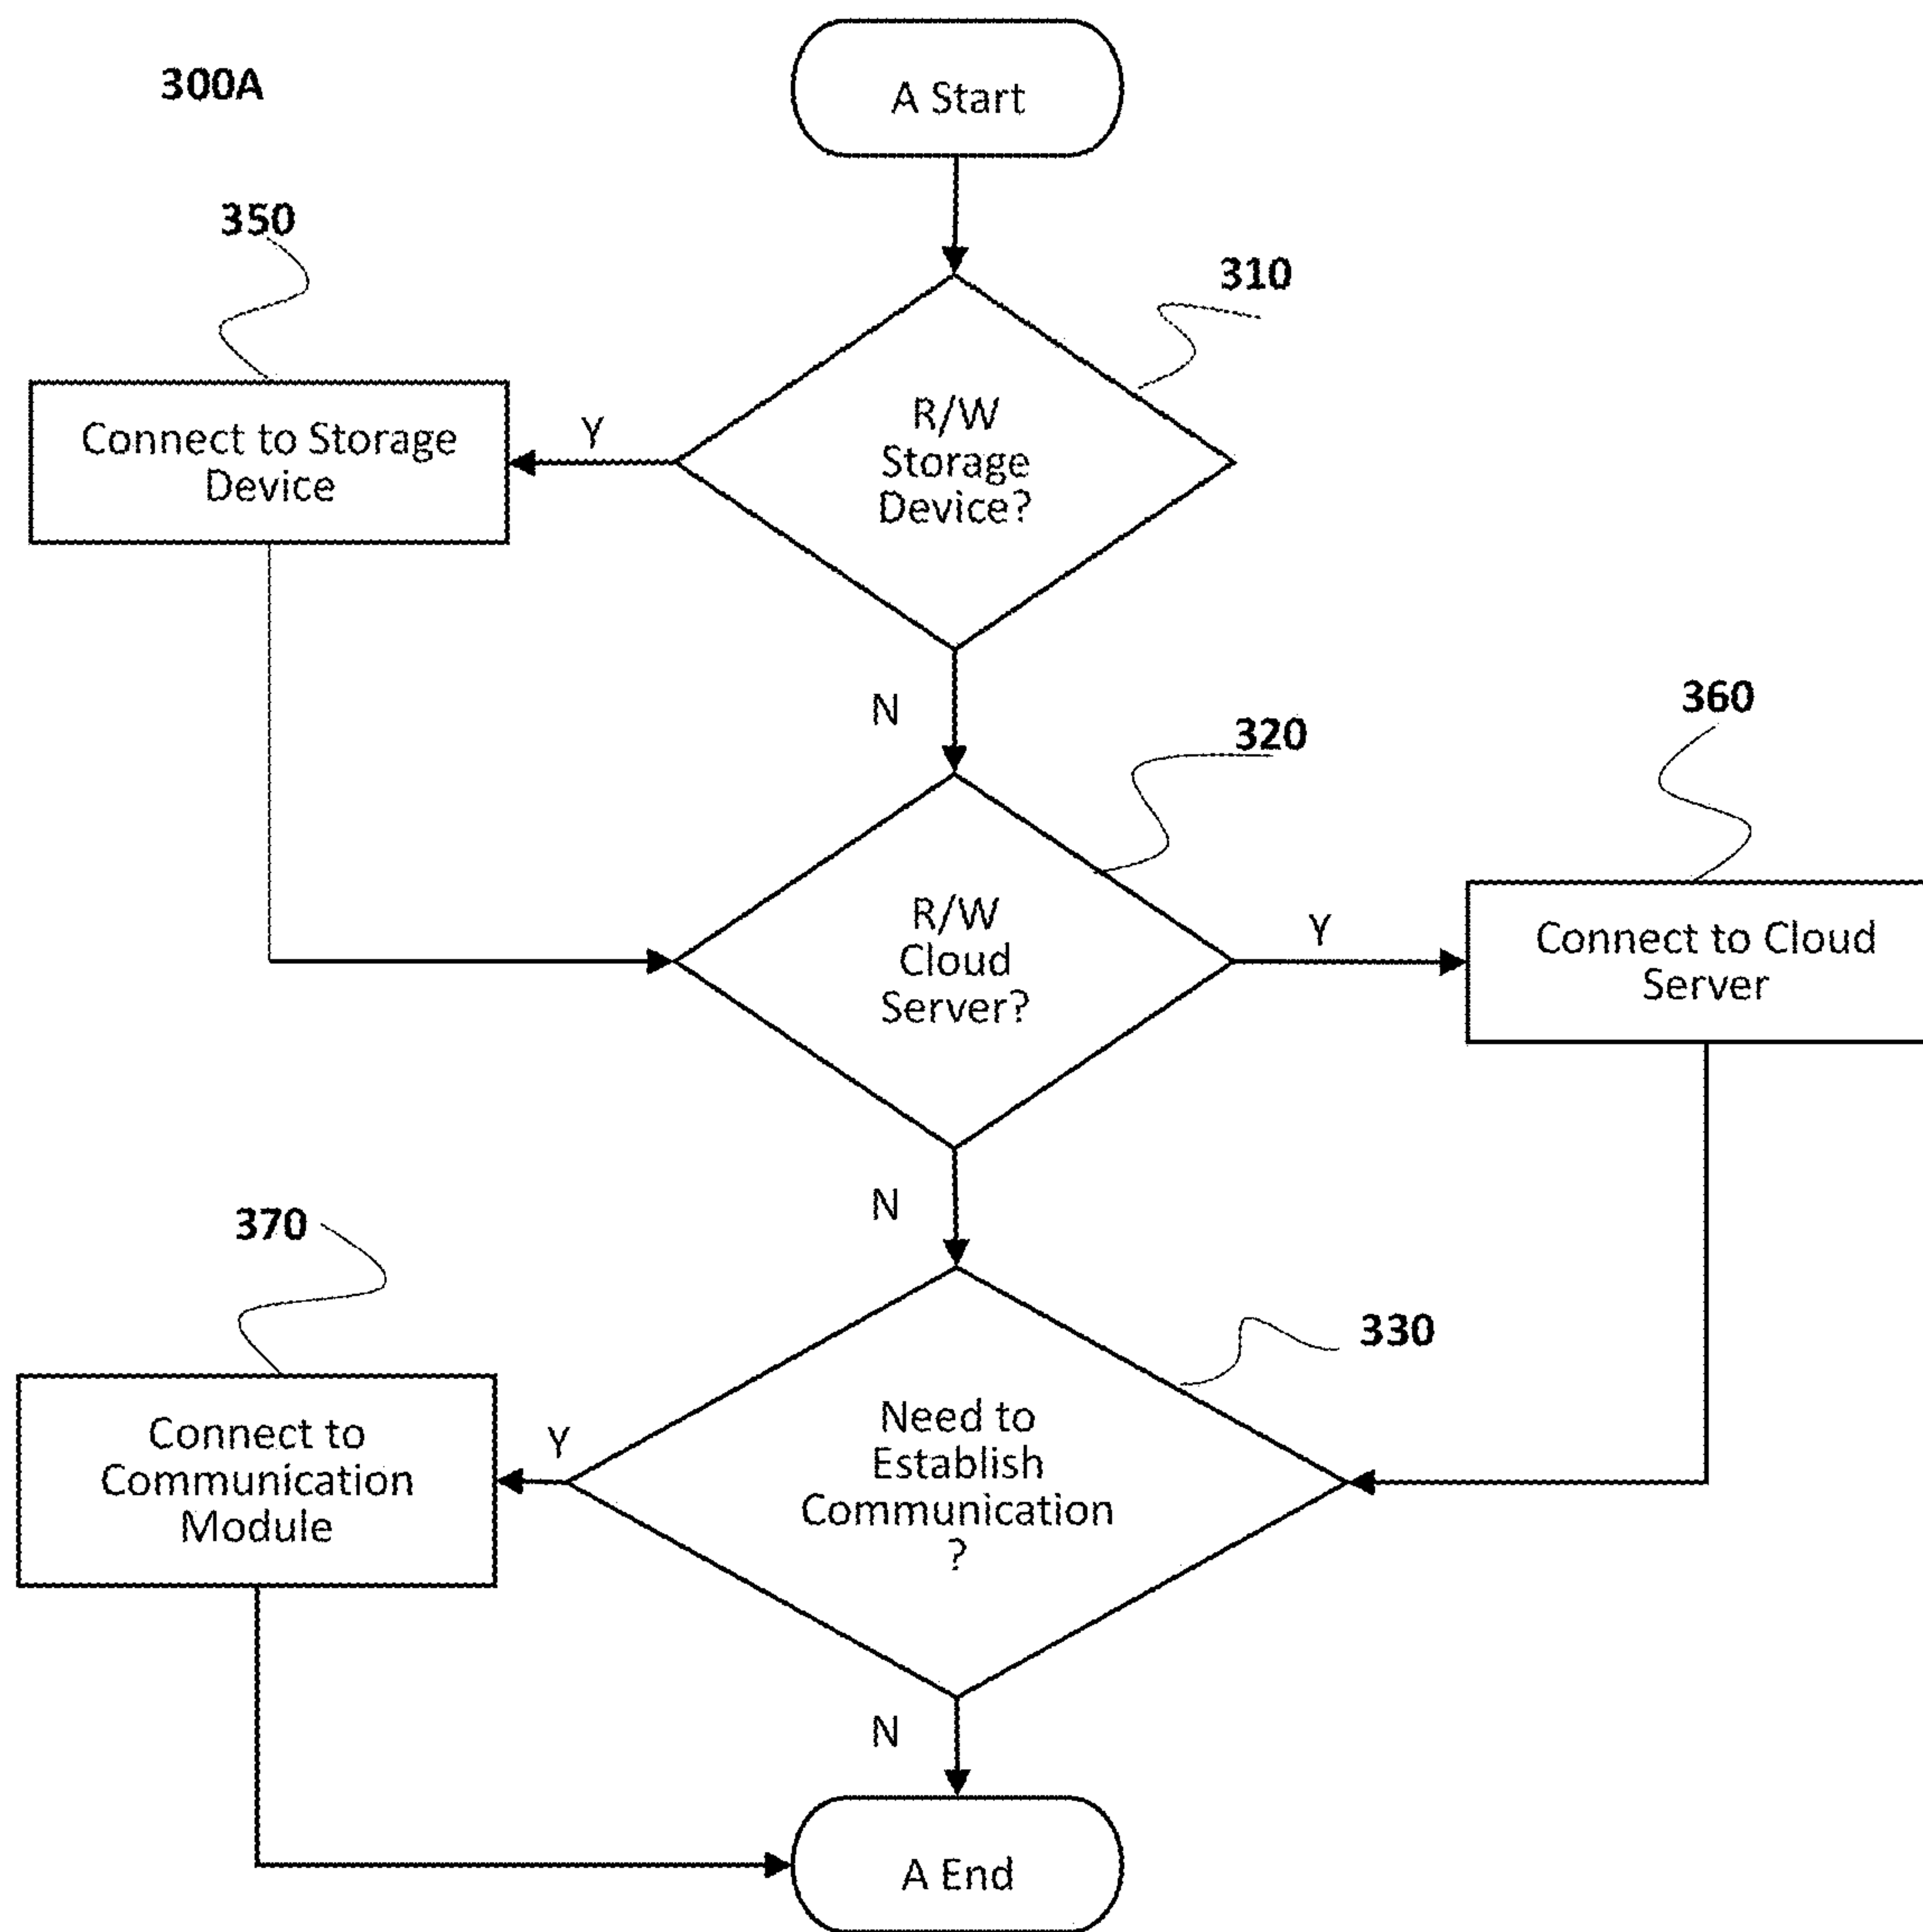 300A
A Start
350
310
Connect to Storage
Device
Y
R/W
Storage
Device?
N
320
360
R/W
Cloud
Server?
Y
Connect to Cloud
Server
N
370
330
Connect to
Communication
Module
Y
Need to
Establish
Communication
?
N
A End